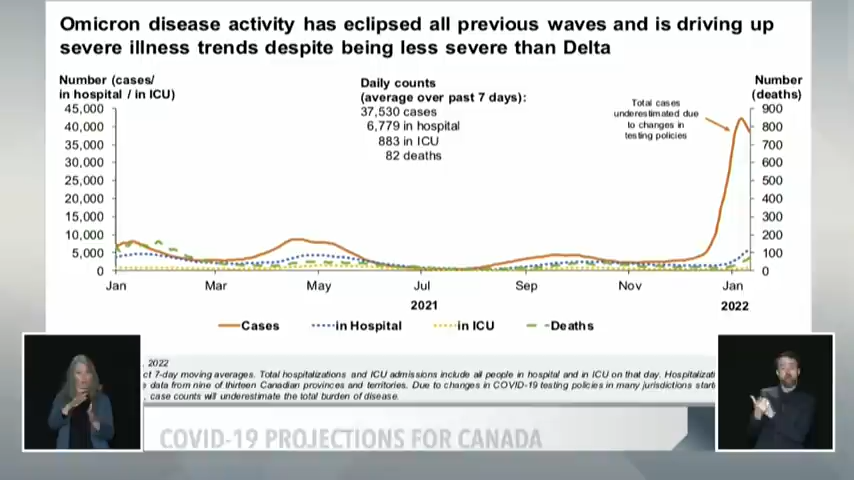 Omicron disease activity has eclipsed all previous waves and is driving up
severe illness trends despite being less severe than Delta
Number (cases/
in hospital / in ICU)
Daily counts
(average over past 7 days):
37,530 cases
6,779 in hospital
883 in ICU
82 deaths
Total cases
underestimated due
to changes in
testing policies
Number
(deaths)
45,000
40,000
35,000
30,000
25,000
20,000
15,000
10,000
5,000
0
900
800
700
600
500
400
300
200
100
0
Jan
Mar
May
Jul
Sep
Nov
Jan
2021
2022
Cases
in Hospital
in ICU
Deaths
, 2022
ct 7-day moving averages. Total hospitalizations and ICU admissions include all people in hospital and in ICU on that day. Hospitalizati
data from nine of thirteen Canadian provinces and territories. Due to changes in COVID-19 testing policies in many jurisdictions start
, case counts will underestimate the total burden of disease.
COVID-19 PROJECTIONS FOR CANADA